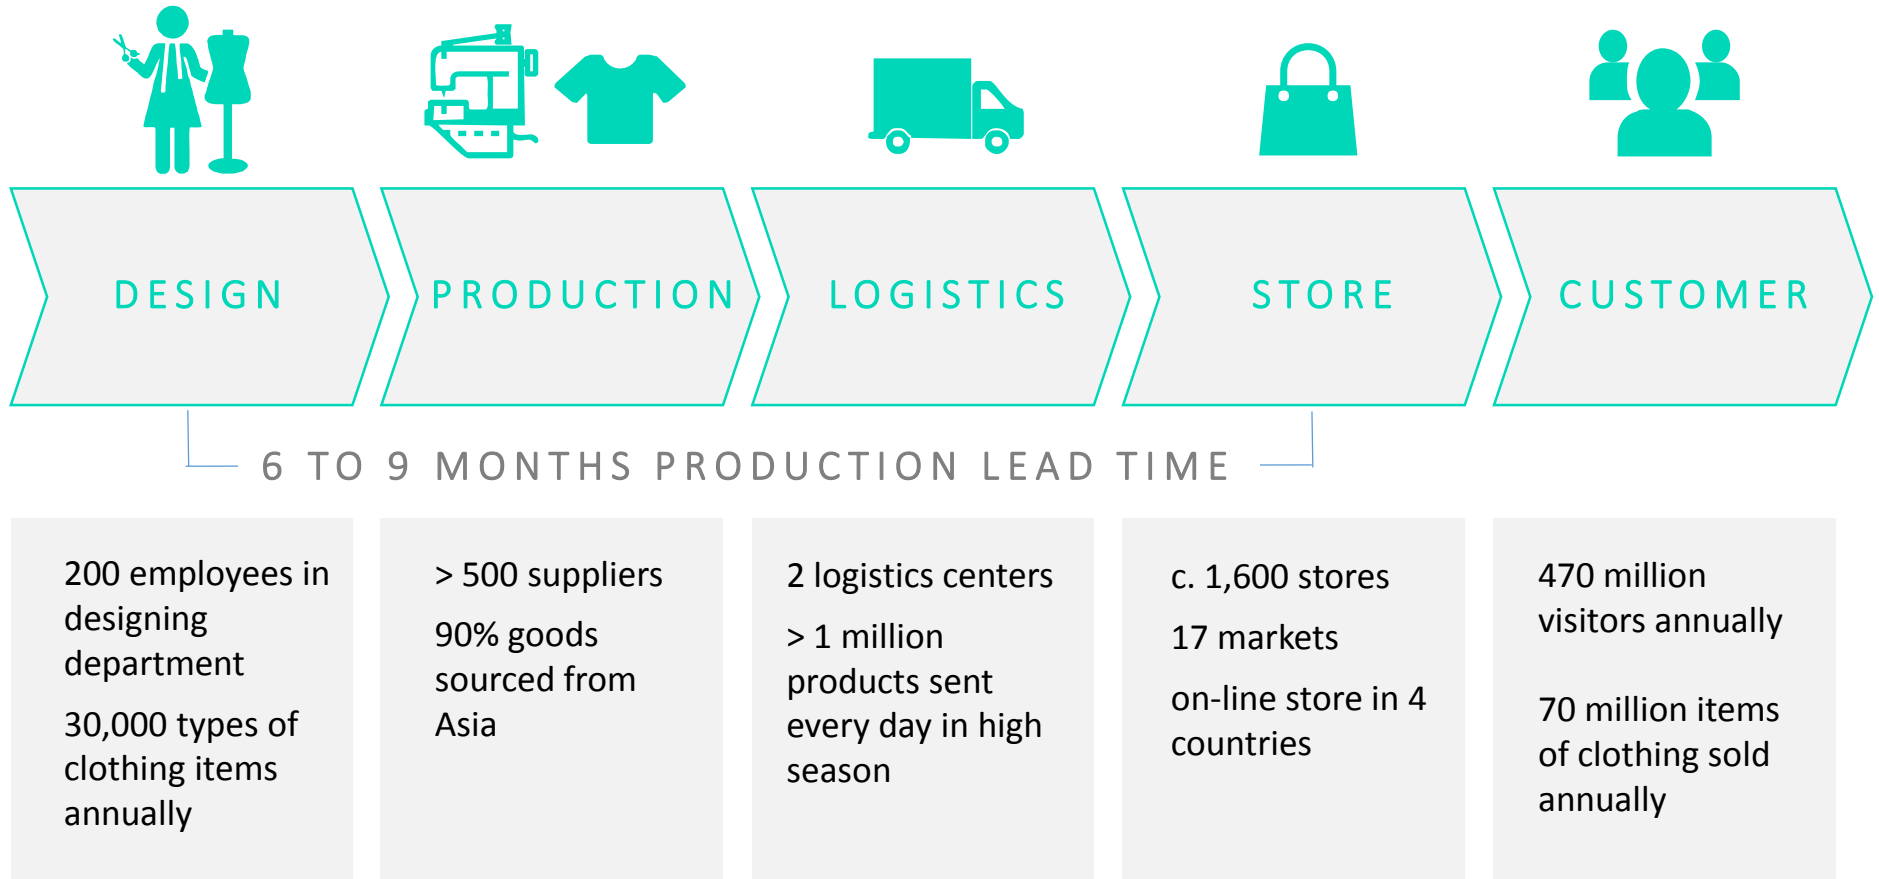 DESIGN
PRODUCTION
LOGISTICS
STORE
CUSTOMER
6 TO 9 MONTHS PRODUCTION LEAD TIME
200 employees in
designing
department
30,000 types of
clothing items
annually
> 500 suppliers
90% goods
sourced from
Asia
2 logistics centers
> 1 million
products sent
every day in high
season
c. 1,600 stores
17 markets
on-line store in 4
countries
470 million
visitors annually
70 million items
of clothing sold
annually